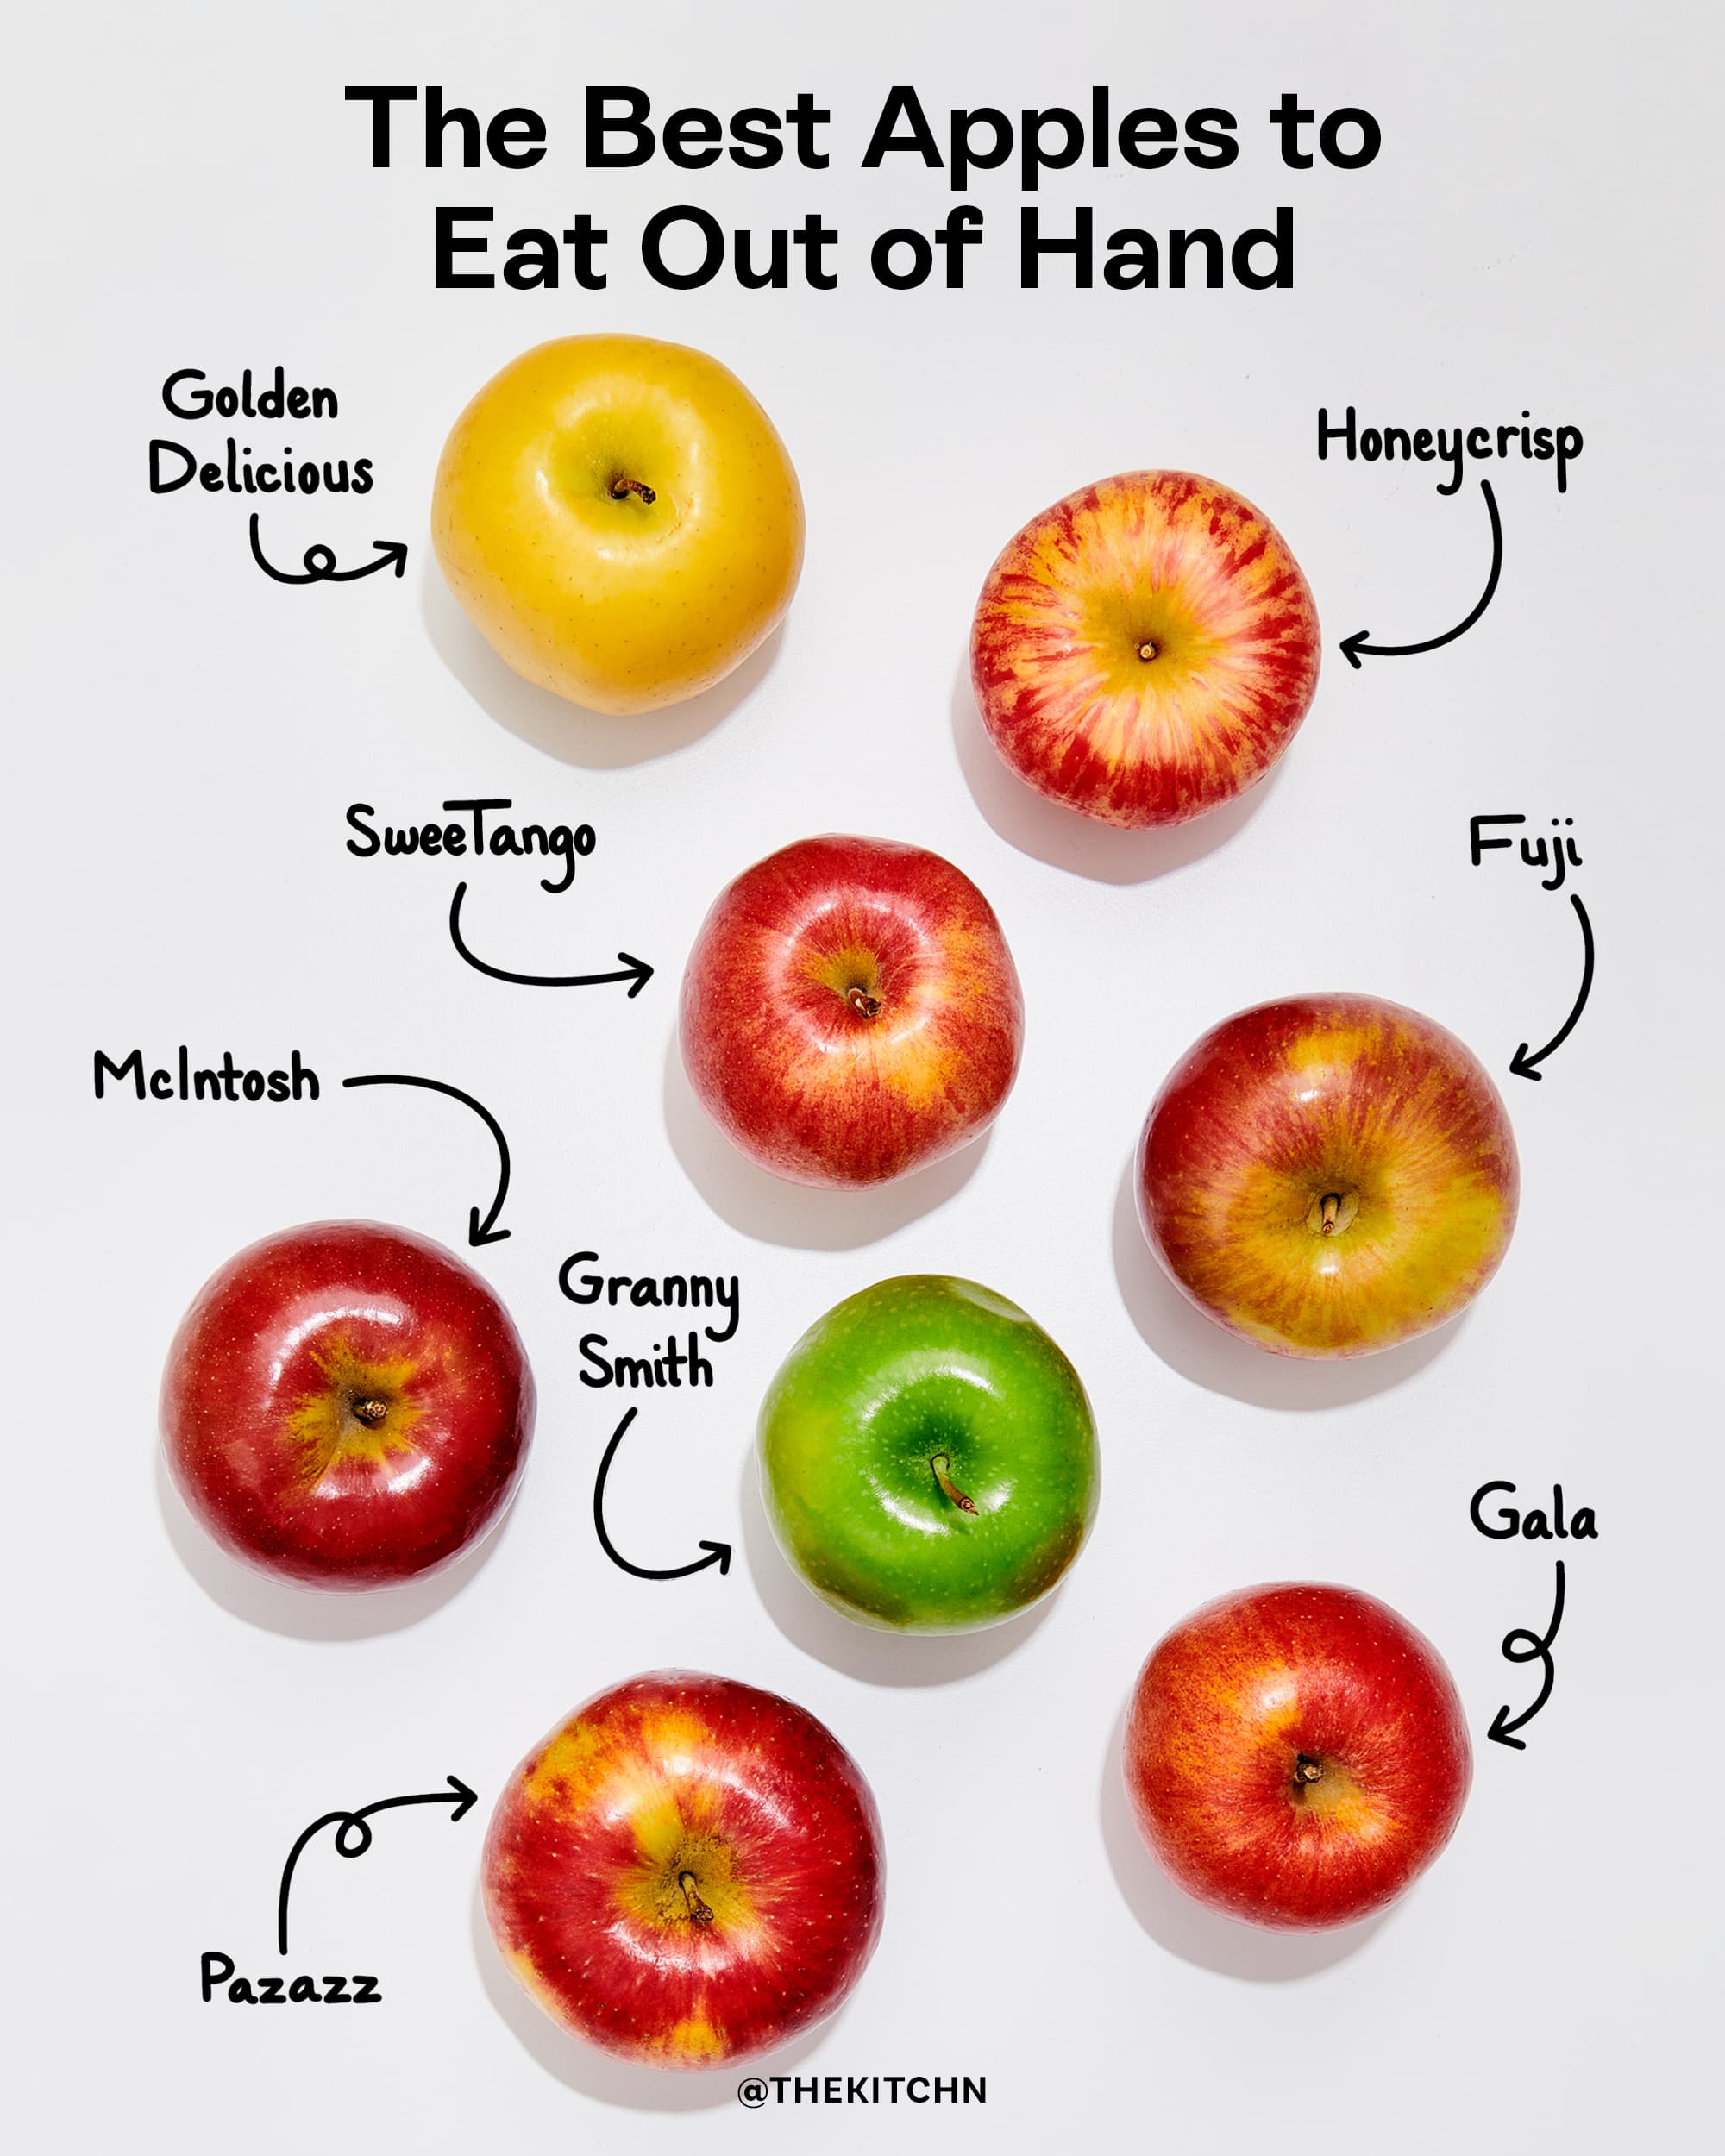 The Best Apples to
Eat Out of Hand
Golden
Delicious
Honeycrisp
SweeTango
Fuji
McIntosh
Granny
Smith
Gala
Pazazz
@THEKITCHN